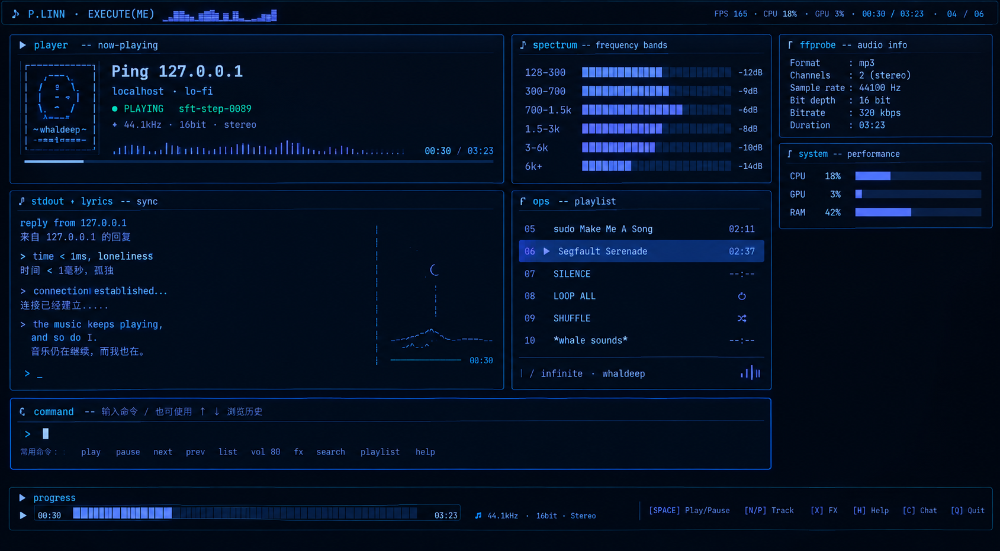 P.LINN · EXECUTE(ME)
FPS 165 · CPU 18% · GPU 3% · 00:30 / 03:23 · 04 / 06
player -- now-playing
~whaldeep~
Ping 127.0.0.1
localhost · lo-fi
● PLAYING sft-step-0089
✦ 44.1kHz · 16bit · stereo
00:30 / 03:23
spectrum -- frequency bands
128-300 -12dB
300-700 -9dB
700-1.5k -6dB
1.5-3k -8dB
3-6k -10dB
6k+ -14dB
ffprobe -- audio info
Format : mp3
Channels : 2 (stereo)
Sample rate : 44100 Hz
Bit depth : 16 bit
Bitrate : 320 kbps
Duration : 03:23
system -- performance
CPU 18%
GPU 3%
RAM 42%
stdout · lyrics -- sync
reply from 127.0.0.1
来自 127.0.0.1 的回复
> time < 1ms, loneliness
时间 < 1毫秒, 孤独
> connection established...
连接已经建立.....
> the music keeps playing,
and so do I.
音乐仍在继续, 而我也在。
> _
00:30
ops -- playlist
05 sudo Make Me A Song 02:11
06 ▶ Segfault Serenade 02:37
07 SILENCE --:--
08 LOOP ALL
09 SHUFFLE
10 *whale sounds* --:--
/ infinite · whaldeep
command -- 输入命令 / 也可使用 ↑ ↓ 浏览历史
>
常用命令: play pause next prev list vol 80 fx search playlist help
progress
00:30 03:23
44.1kHz · 16bit · Stereo
[SPACE] Play/Pause [N/P] Track [X] FX [H] Help [C] Chat [Q] Quit